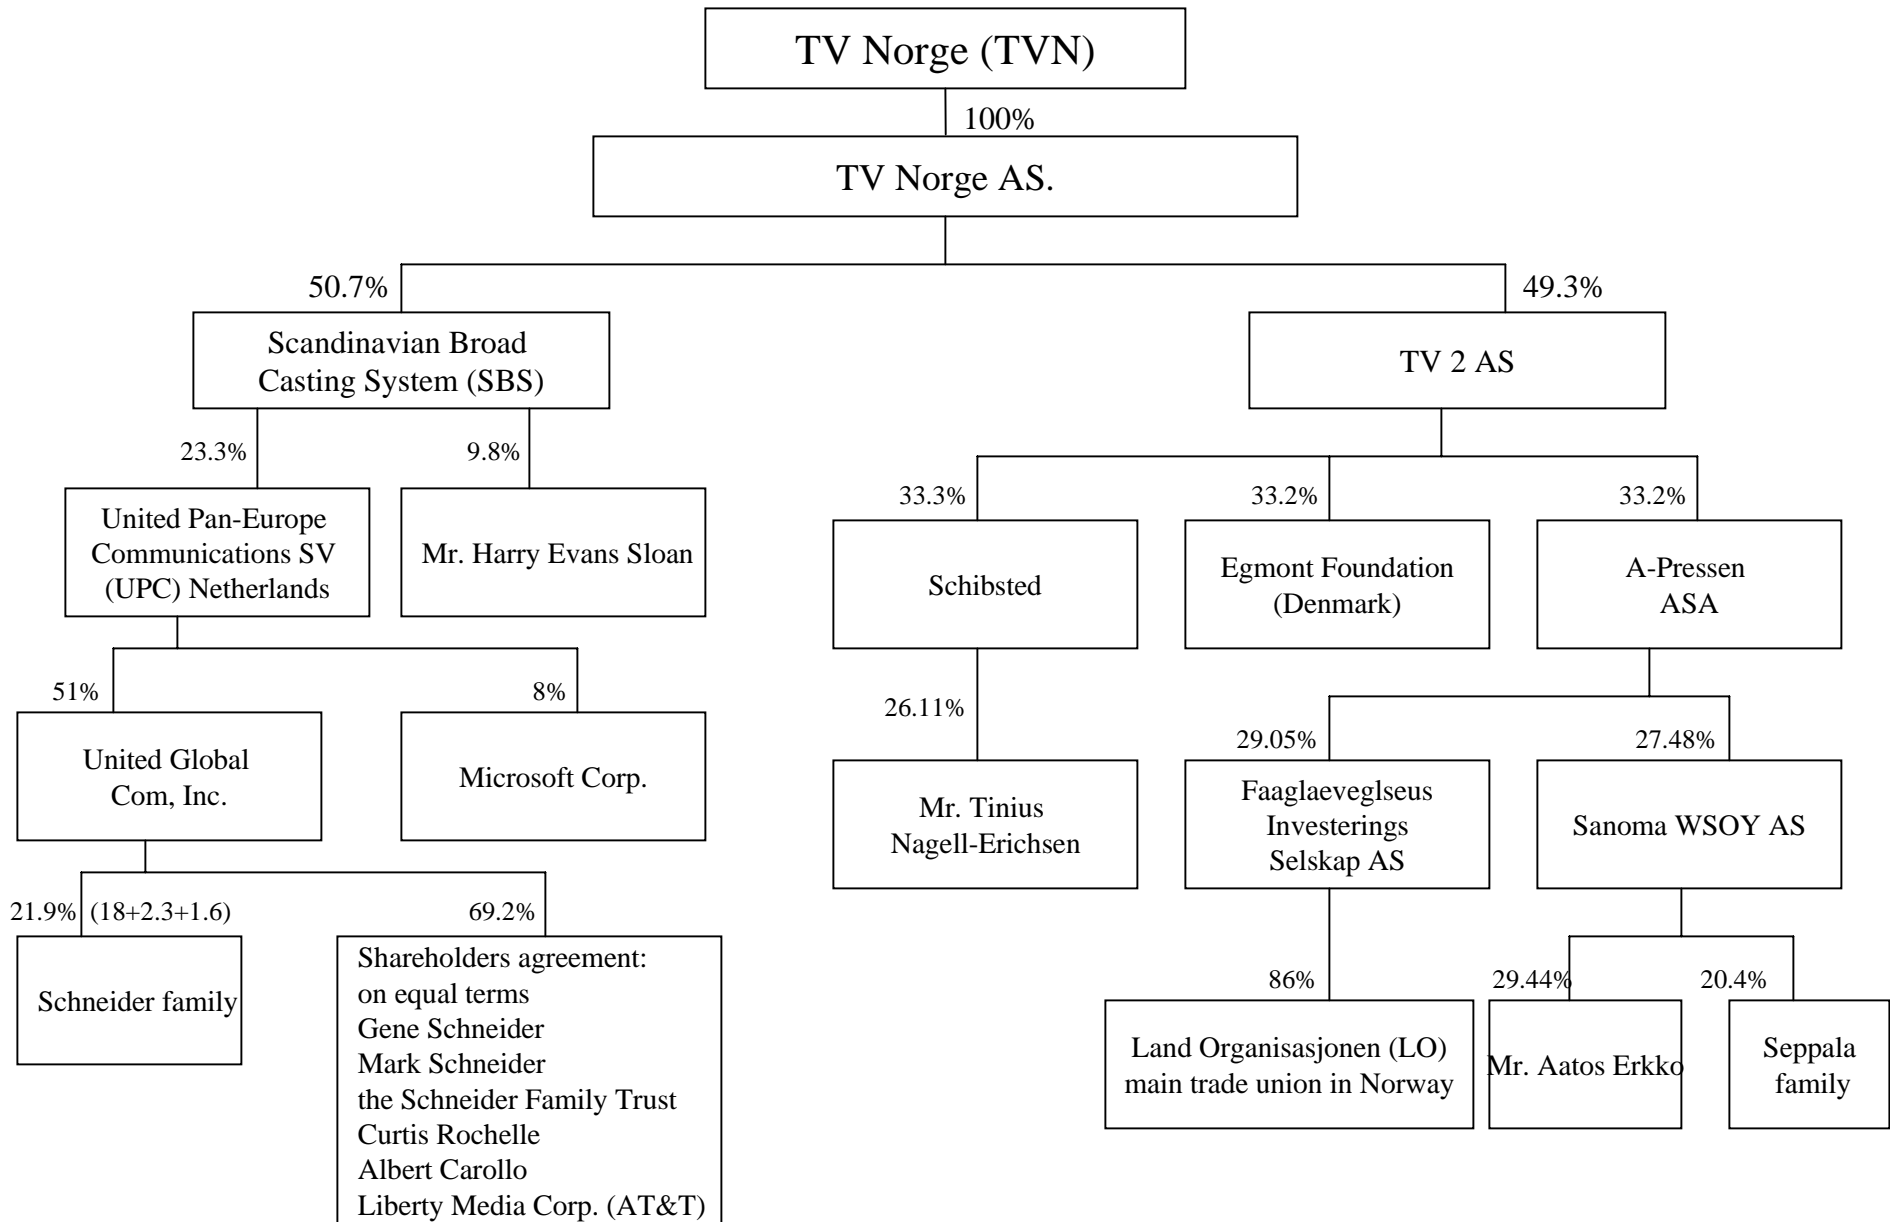 TV Norge (TVN)
100%
TV Norge AS.
50.7%
49.3%
Scandinavian Broad
Casting System (SBS)
TV 2 AS
23.3%
9.8%
33.3%
33.2%
33.2%
United Pan-Europe
Communications SV
(UPC) Netherlands
Mr. Harry Evans Sloan
Schibsted
Egmont Foundation
(Denmark)
A-Pressen
ASA
51%
8%
26.11%
29.05%
27.48%
United Global
Com, Inc.
Microsoft Corp.
Mr. Tinius
Nagell-Erichsen
Faaglaeveglseus
Investerings
Selskap AS
Sanoma WSOY AS
21.9% (18+2.3+1.6)
69.2%
86%
29.44%
20.4%
Schneider family
Shareholders agreement:
on equal terms
Gene Schneider
Mark Schneider
the Schneider Family Trust
Curtis Rochelle
Albert Carollo
Liberty Media Corp. (AT&T)
Land Organisasjonen (LO)
main trade union in Norway
Mr. Aatos Erkko
Seppala
family